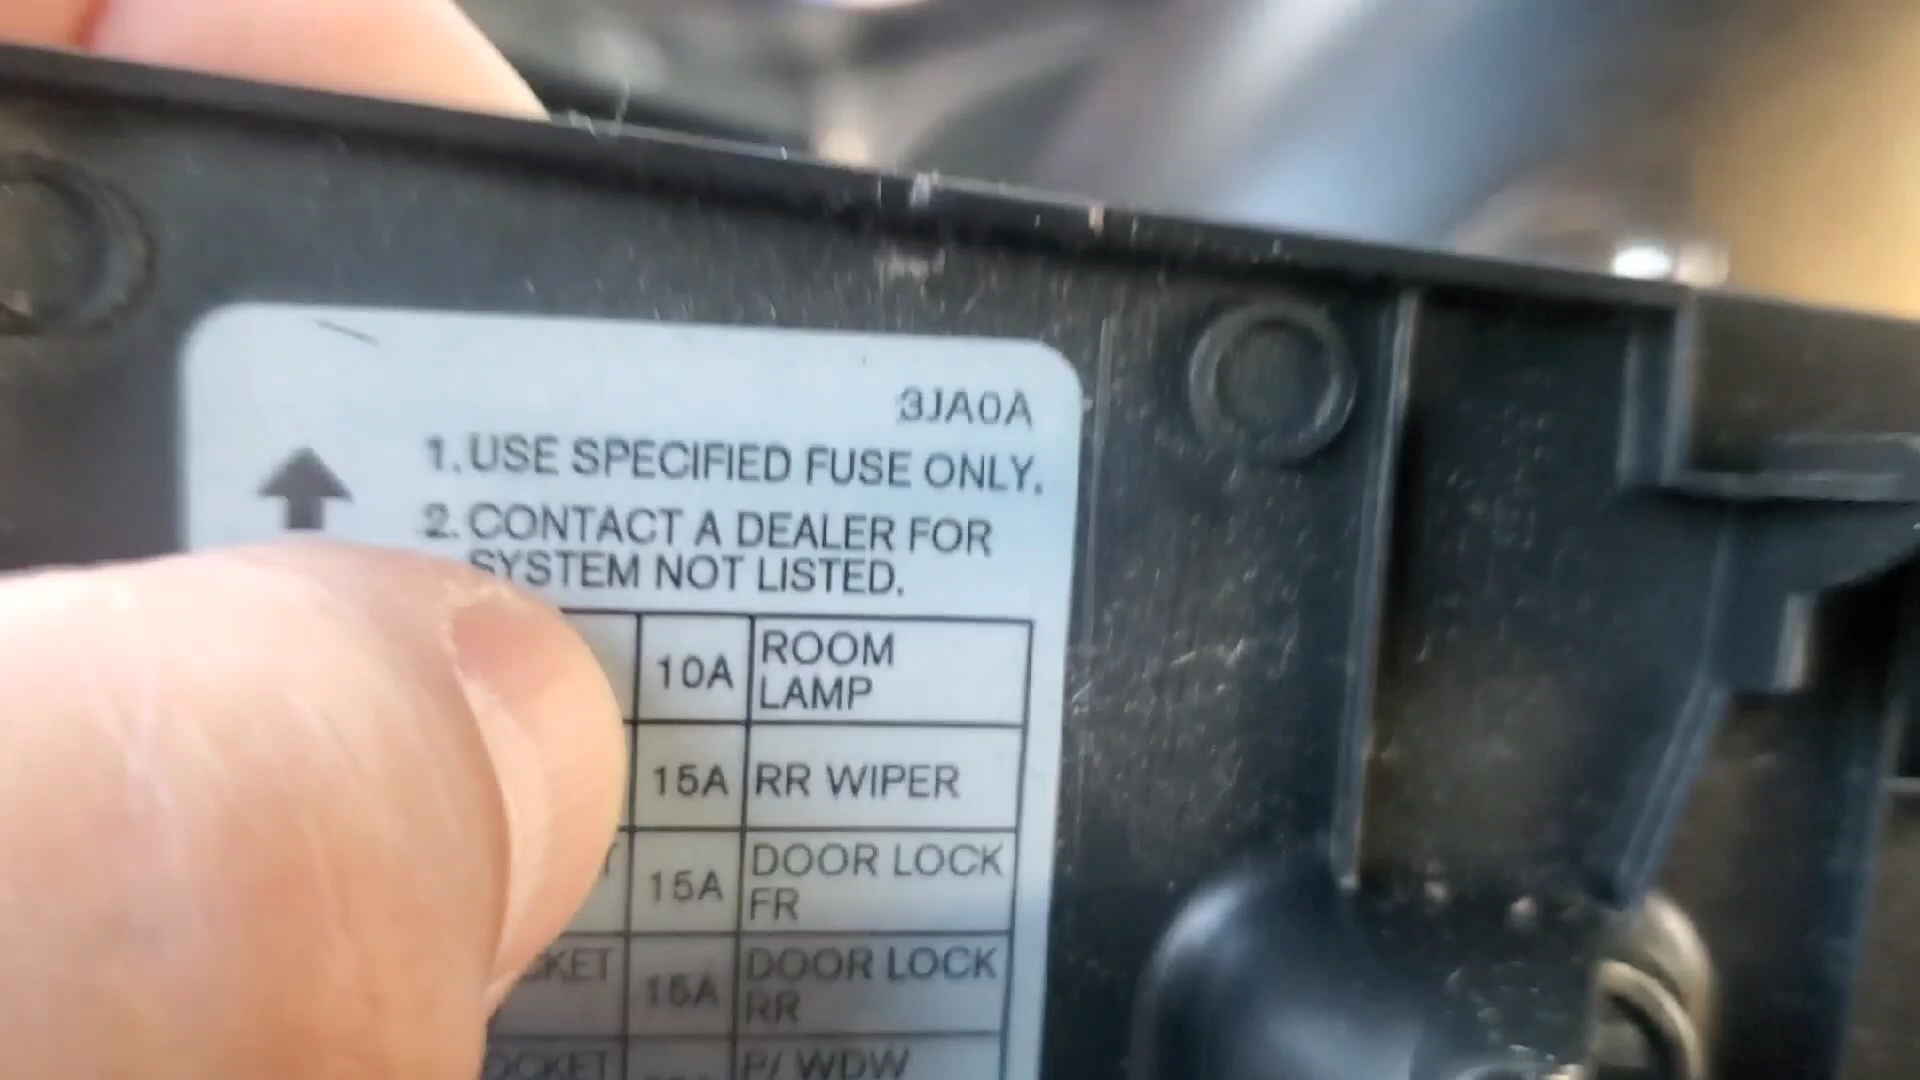 3JA0A
1. USE SPECIFIED FUSE ONLY.
2. CONTACT A DEALER FOR
SYSTEM NOT LISTED.
10A ROOM
LAMP
15A RR WIPER
15A DOOR LOCK
FR
15A DOOR LOCK
RR
P/ WDW